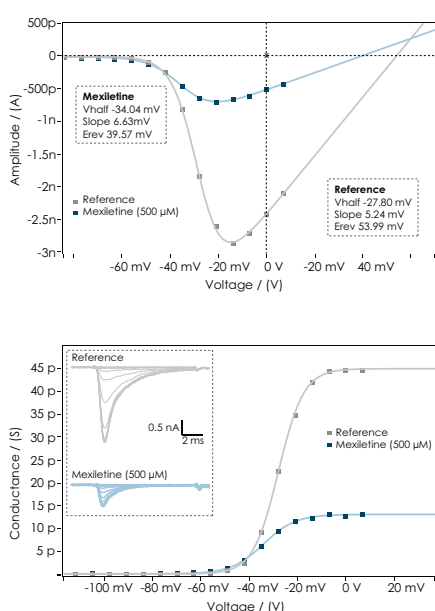 500p
0
-500p
-1n
-1.5n
-2n
-2.5n
-3n
Amplitude / (A)
Mexiletine
Vhalf -34.04 mV
Slope 6.63mV
Erev 39.57 mV
Reference
Mexiletine (500 µM)
Reference
Vhalf -27.80 mV
Slope 5.24 mV
Erev 53.99 mV
-60 mV -40 mV -20 mV 0 V -20 mV 40 mV
Voltage / (V)
45 p
40 p
35 p
30 p
25 p
20 p
15 p
10 p
5 p
Conductance / (S)
Reference
0.5 nA
2 ms
Mexiletine (500 µM)
Reference
Mexiletine (500 µM)
-100 mV -80 mV -60 mV -40 mV -20 mV 0 V 20 mV
Voltage / (V)